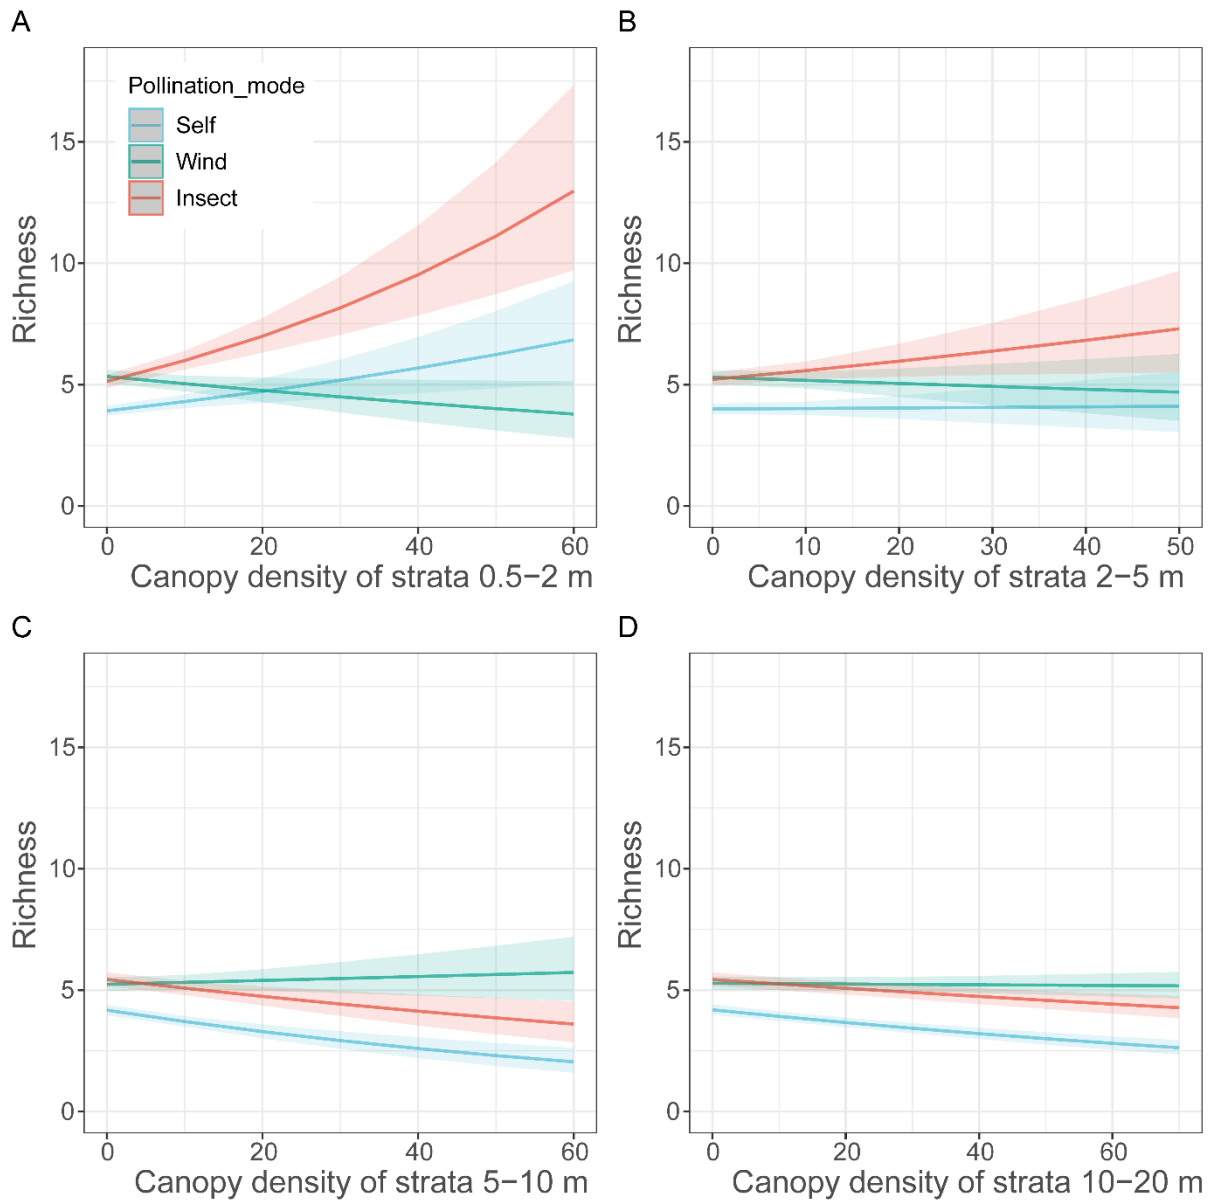 A
Richness
15
10
5
0
Pollination_mode
Self
Wind
Insect
0 20 40 60
Canopy density of strata 0.5−2 m
B
Richness
15
10
5
0
0 10 20 30 40 50
Canopy density of strata 2−5 m
C
Richness
15
10
5
0
0 20 40 60
Canopy density of strata 5−10 m
D
Richness
15
10
5
0
0 20 40 60
Canopy density of strata 10−20 m